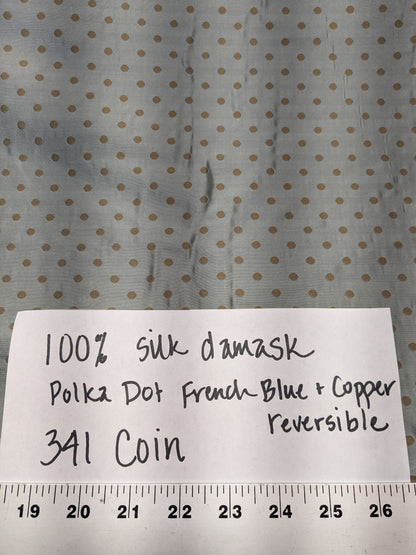 100% silk damask
Polka Dot French Blue + Copper
reversible
341 Coin
19 20 21 22 23 24 25 26